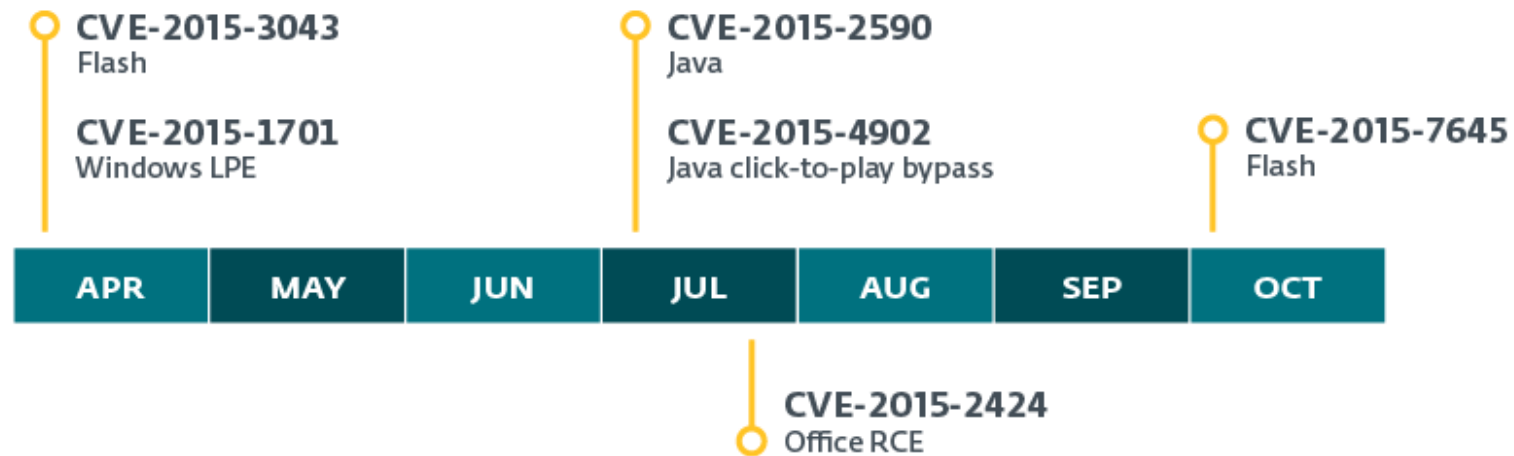 CVE-2015-3043
Flash
CVE-2015-1701
Windows LPE
CVE-2015-2590
Java
CVE-2015-4902
Java click-to-play bypass
CVE-2015-7645
Flash
APR MAY JUN JUL AUG SEP OCT
CVE-2015-2424
Office RCE